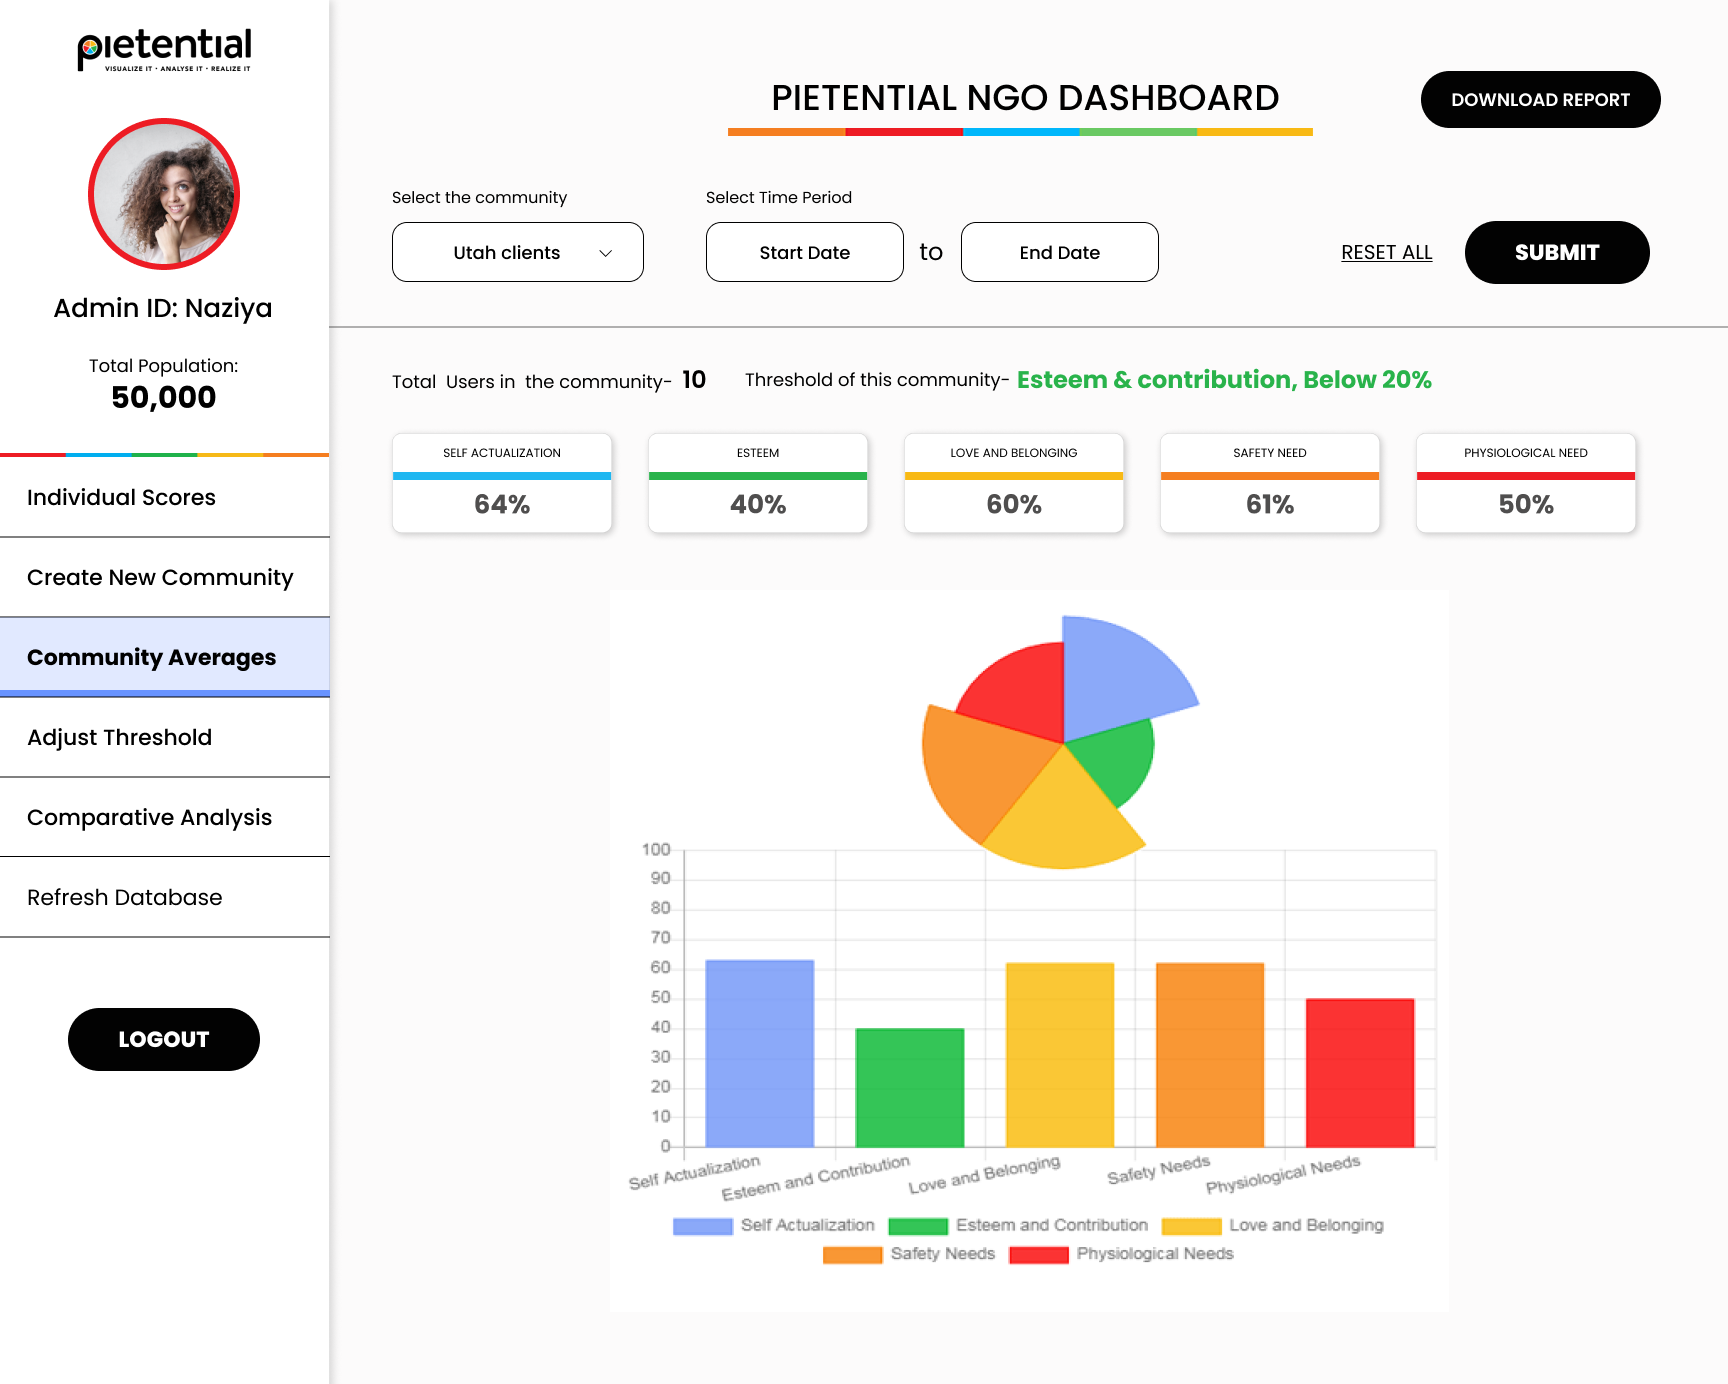 pietential
VISUALIZE IT • ANALYSE IT • REALIZE IT
Admin ID: Naziya
Total Population:
50,000
Individual Scores
Create New Community
Community Averages
Adjust Threshold
Comparative Analysis
Refresh Database
LOGOUT
PIETENTIAL NGO DASHBOARD
DOWNLOAD REPORT
Select the community
Select Time Period
Utah clients
Start Date
to
End Date
RESET ALL
SUBMIT
Total Users in the community- 10
Threshold of this community- Esteem & contribution, Below 20%
SELF ACTUALIZATION
64%
ESTEEM
40%
LOVE AND BELONGING
60%
SAFETY NEED
61%
PHYSIOLOGICAL NEED
50%
100
90
80
70
60
50
40
30
20
10
0
Self Actualization
Esteem and Contribution
Love and Belonging
Safety Needs
Physiological Needs
Self Actualization
Esteem and Contribution
Love and Belonging
Safety Needs
Physiological Needs